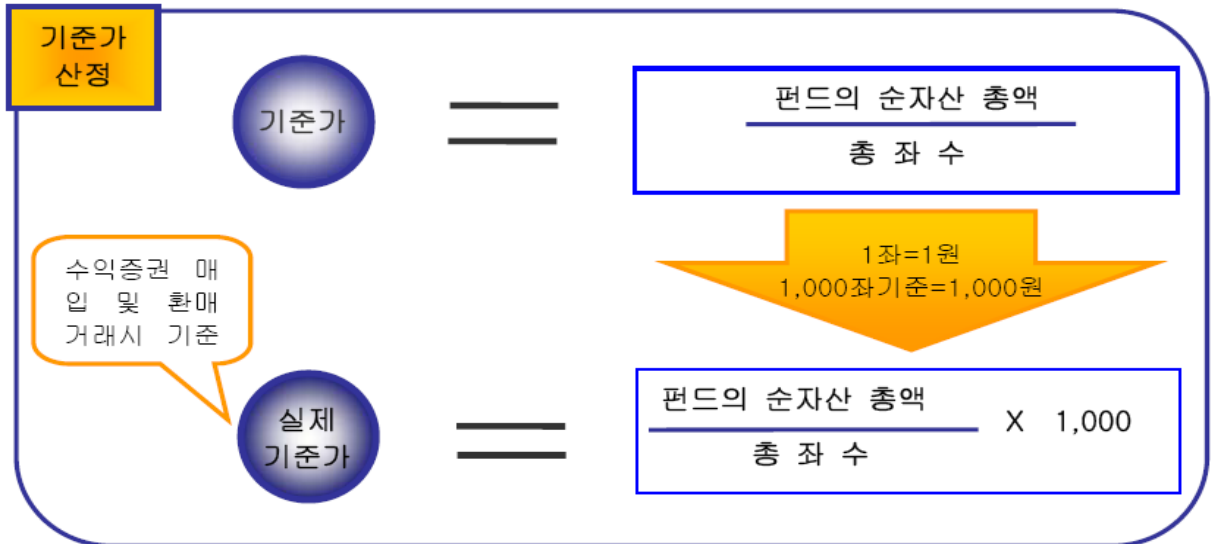 기준가
산정
기준가
펀드의 순자산 총액
총 좌 수
1좌=1원
1,000좌기준=1,000원
수익증권 매
입 및 환매
거래시 기준
실제
기준가
펀드의 순자산 총액
총 좌 수
X 1,000